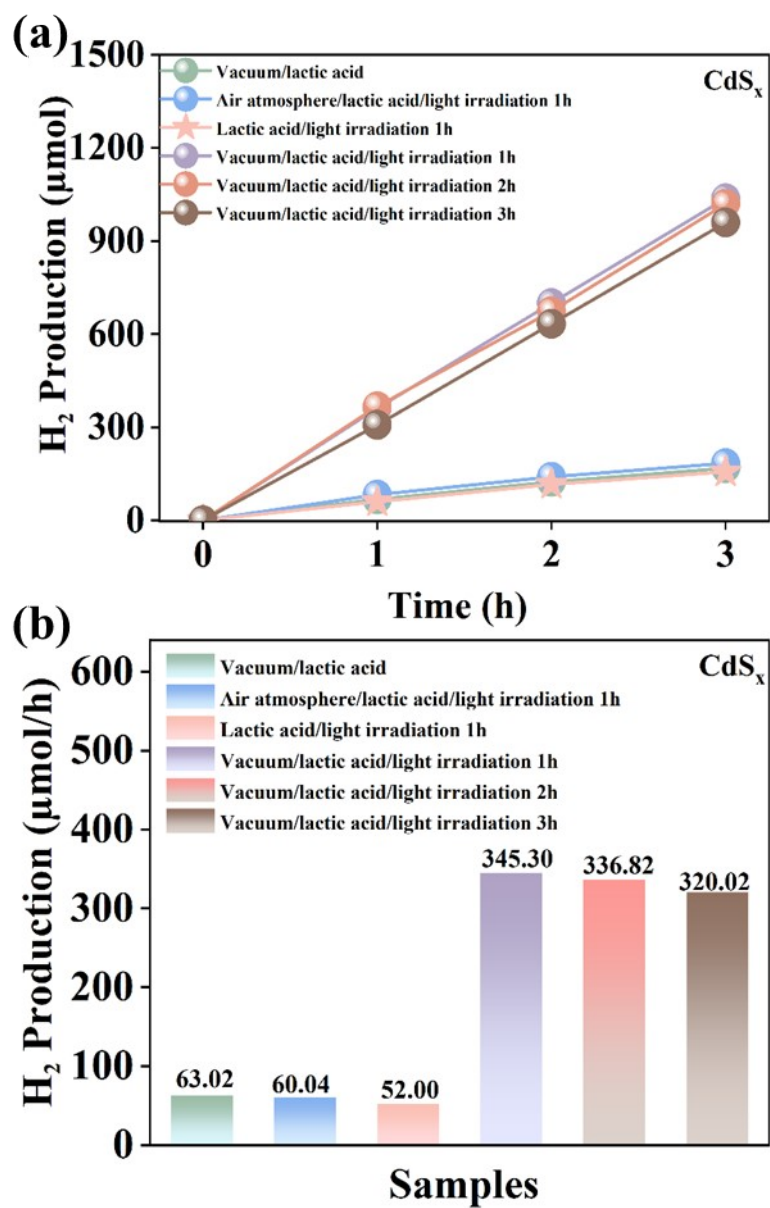 (a)
1500
1200
900
600
300
0
H₂ Production (μmol)
Vacuum/lactic acid
Air atmosphere/lactic acid/light irradiation 1h
Lactic acid/light irradiation 1h
Vacuum/lactic acid/light irradiation 1h
Vacuum/lactic acid/light irradiation 2h
Vacuum/lactic acid/light irradiation 3h
CdSₓ
0 1 2 3
Time (h)
(b)
600
500
400
300
200
100
0
H₂ Production (μmol/h)
Vacuum/lactic acid
Air atmosphere/lactic acid/light irradiation 1h
Lactic acid/light irradiation 1h
Vacuum/lactic acid/light irradiation 1h
Vacuum/lactic acid/light irradiation 2h
Vacuum/lactic acid/light irradiation 3h
CdSₓ
63.02 60.04 52.00 345.30 336.82 320.02
Samples